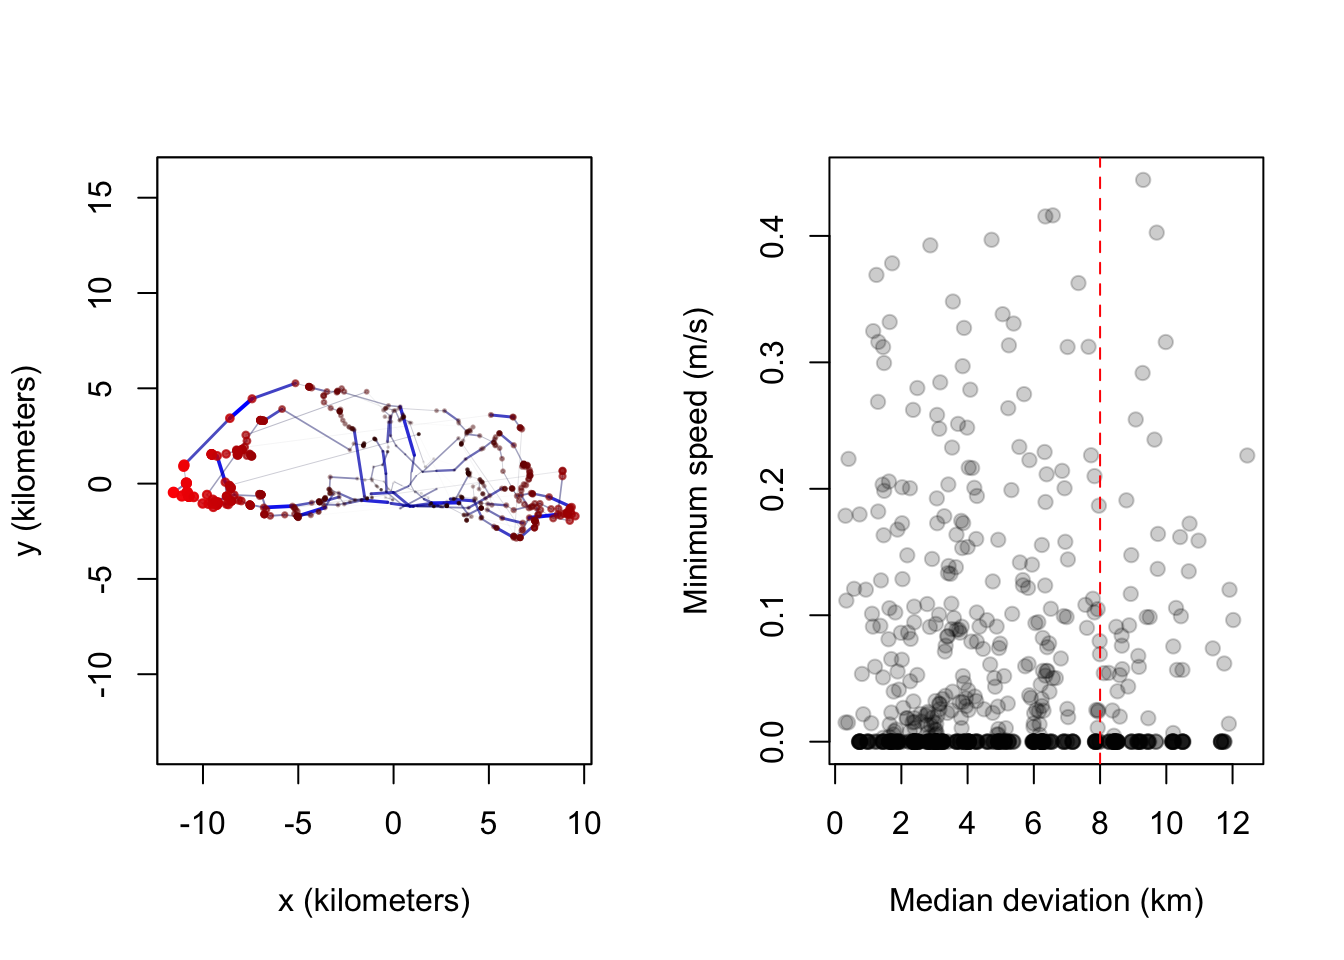 15
10
5
0
-5
-10
y (kilometers)
-10 -5 0 5 10
x (kilometers)
0.4
0.3
0.2
0.1
0.0
Minimum speed (m/s)
0 2 4 6 8 10 12
Median deviation (km)